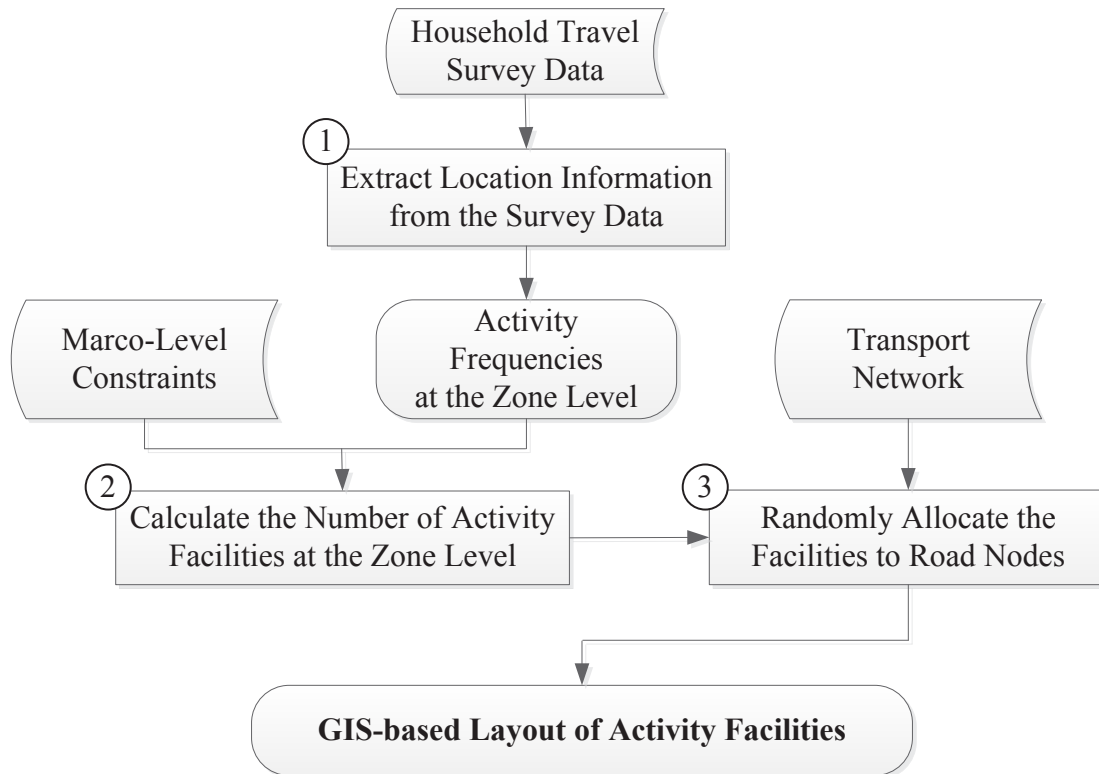 Household Travel
Survey Data
1
Extract Location Information
from the Survey Data
Marco-Level
Constraints
Activity
Frequencies
at the Zone Level
Transport
Network
2
Calculate the Number of Activity
Facilities at the Zone Level
3
Randomly Allocate the
Facilities to Road Nodes
GIS-based Layout of Activity Facilities